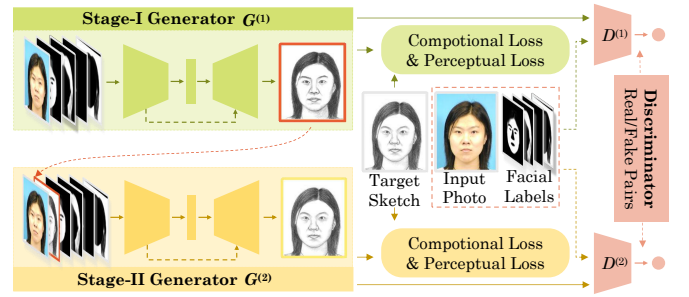 Stage-I Generator G(1)
Compotional Loss
& Perceptual Loss
D(1)
Target
Sketch
Input
Photo
Facial
Labels
Discriminator
Real/Fake Pairs
Compotional Loss
& Perceptual Loss
D(2)
Stage-II Generator G(2)